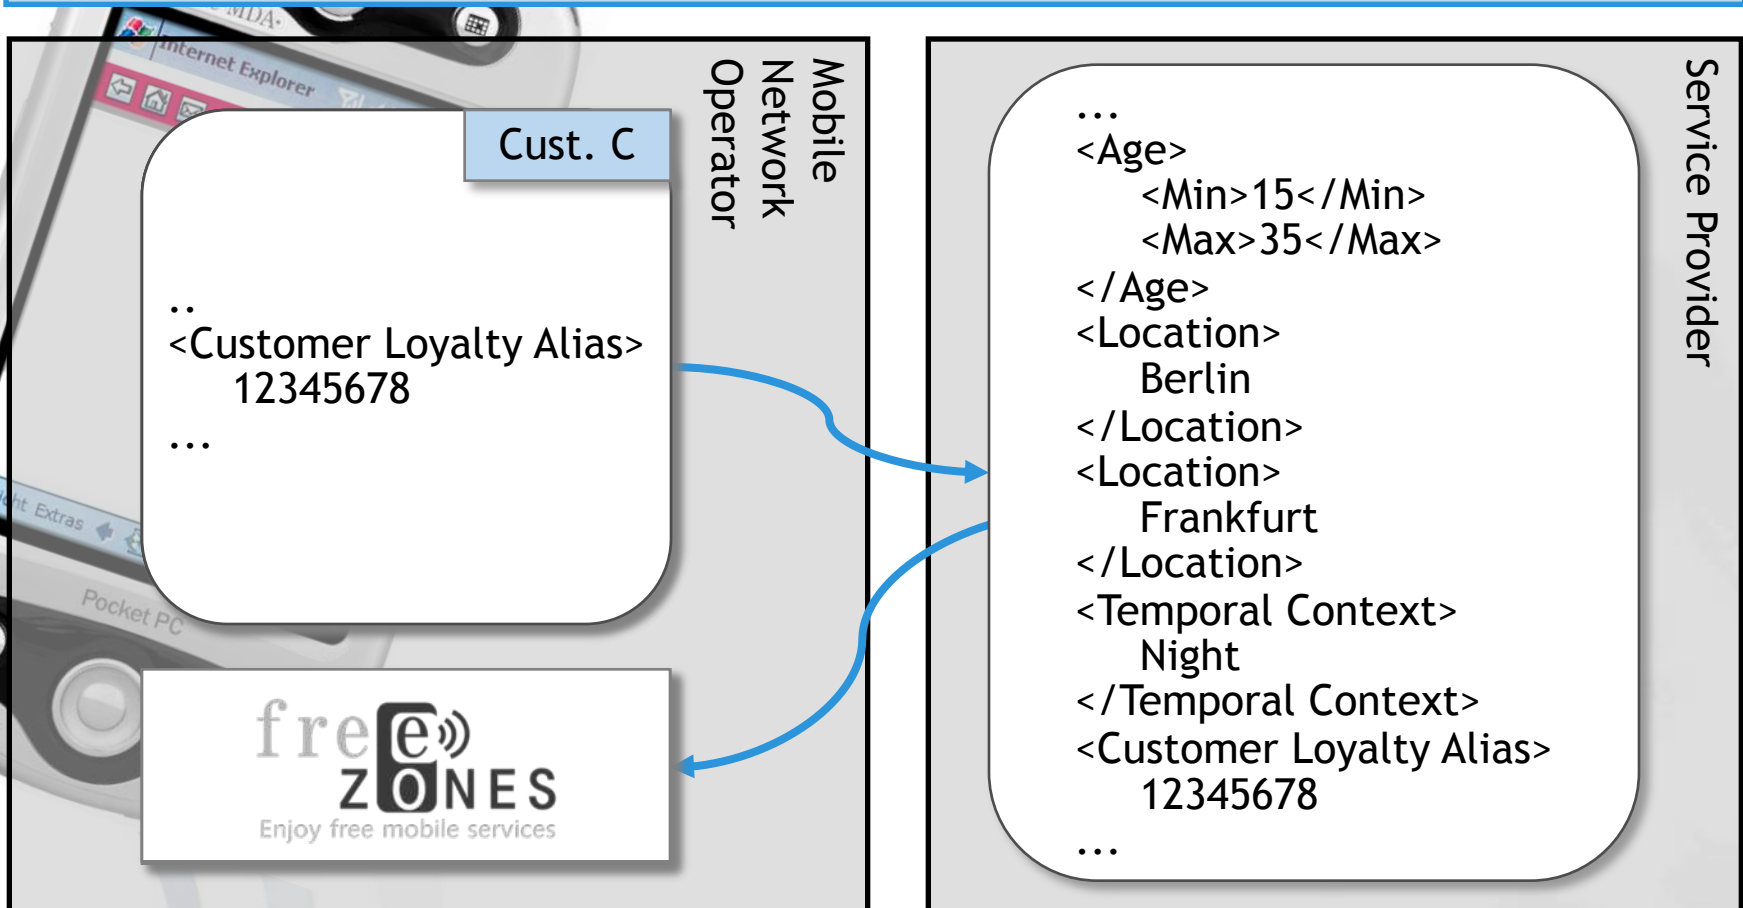 MDA
Internet Explorer
Extras
Pocket PC
Mobile
Network
Operator
Cust. C
..
<Customer Loyalty Alias>
12345678
...
free
ZONES
Enjoy free mobile services
Service Provider
...
<Age>
<Min>15</Min>
<Max>35</Max>
</Age>
<Location>
Berlin
</Location>
<Location>
Frankfurt
</Location>
<Temporal Context>
Night
</Temporal Context>
<Customer Loyalty Alias>
12345678
...